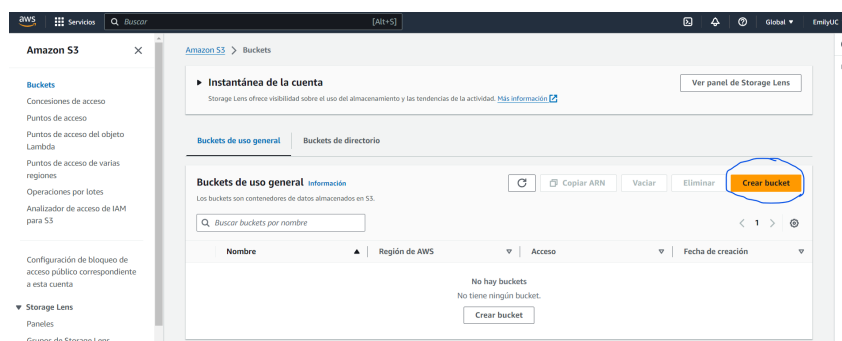 aws
Servicios
Buscar
[Alt+S]
Global
EmilyUC
Amazon S3
Buckets
Concesiones de acceso
Puntos de acceso
Puntos de acceso del objeto
Lambda
Puntos de acceso de varias
regiones
Operaciones por lotes
Analizador de acceso de IAM
para S3
Configuración de bloqueo de
acceso público correspondiente
a esta cuenta
Storage Lens
Paneles
Grupos de Storage Lens
Amazon S3 > Buckets
Instantánea de la cuenta
Storage Lens ofrece visibilidad sobre el uso del almacenamiento y las tendencias de la actividad. Más información
Ver panel de Storage Lens
Buckets de uso general
Buckets de directorio
Buckets de uso general Información
Los buckets son contenedores de datos almacenados en S3.
Copiar ARN
Vaciar
Eliminar
Crear bucket
Buscar buckets por nombre
< 1 >
Nombre
Región de AWS
Acceso
Fecha de creación
No hay buckets
No tiene ningún bucket.
Crear bucket